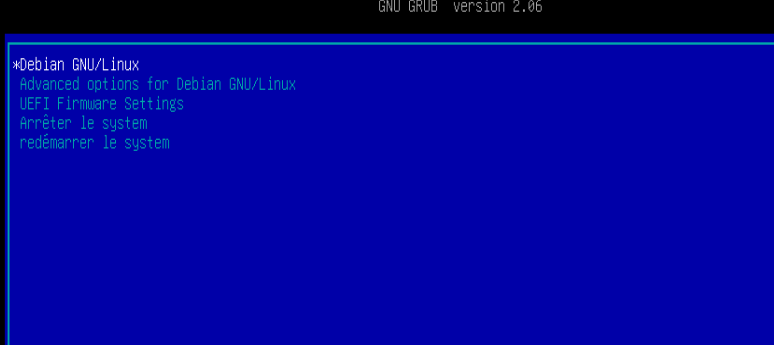 GNU GRUB  version 2.06
*Debian GNU/Linux
Advanced options for Debian GNU/Linux
UEFI Firmware Settings
Arrêter le system
redémarrer le system